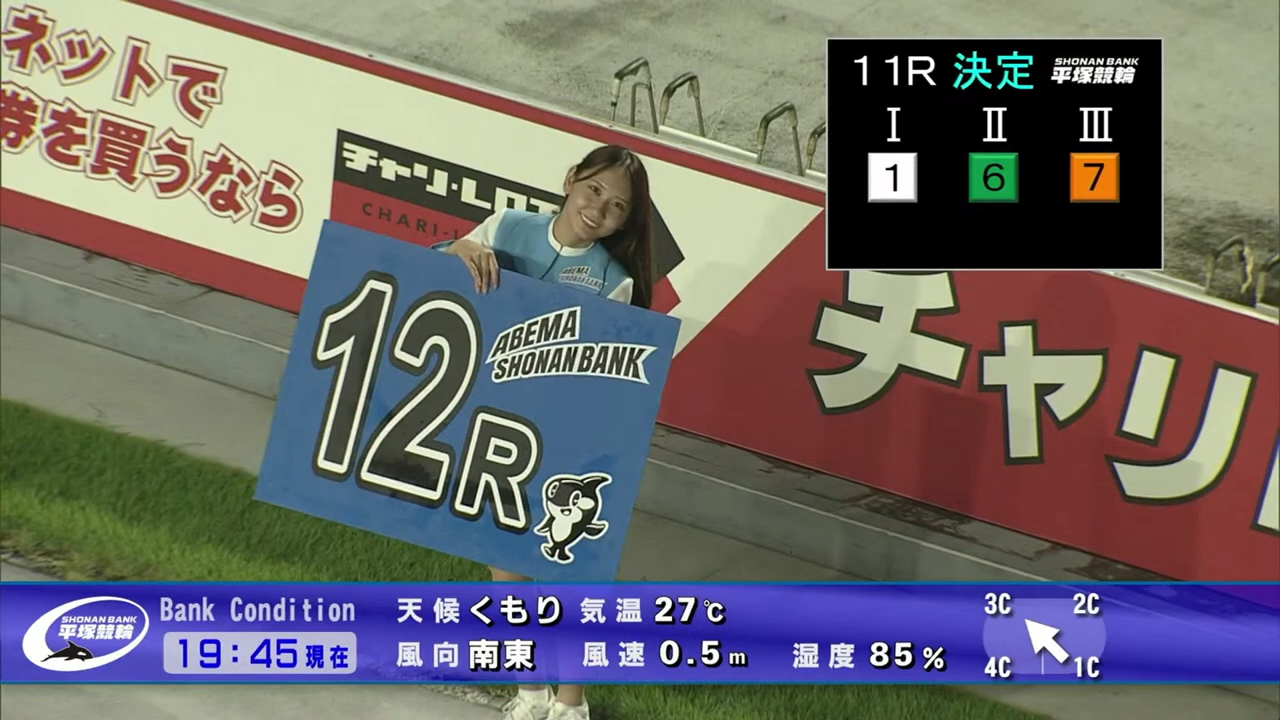 ネットで
券を買うなら
チャリ・LOT
CHARI-L
ABEMA
SHONAN BANK
12R
ABEMA
SHONAN BANK
チャリ
11R 決定 SHONAN BANK 平塚競輪
Ⅰ Ⅱ Ⅲ
1 6 7
SHONAN BANK
平塚競輪
Bank Condition
19:45現在
天候 くもり 気温 27℃
風向 南東 風速 0.5m 湿度 85%
3C 2C
4C 1C